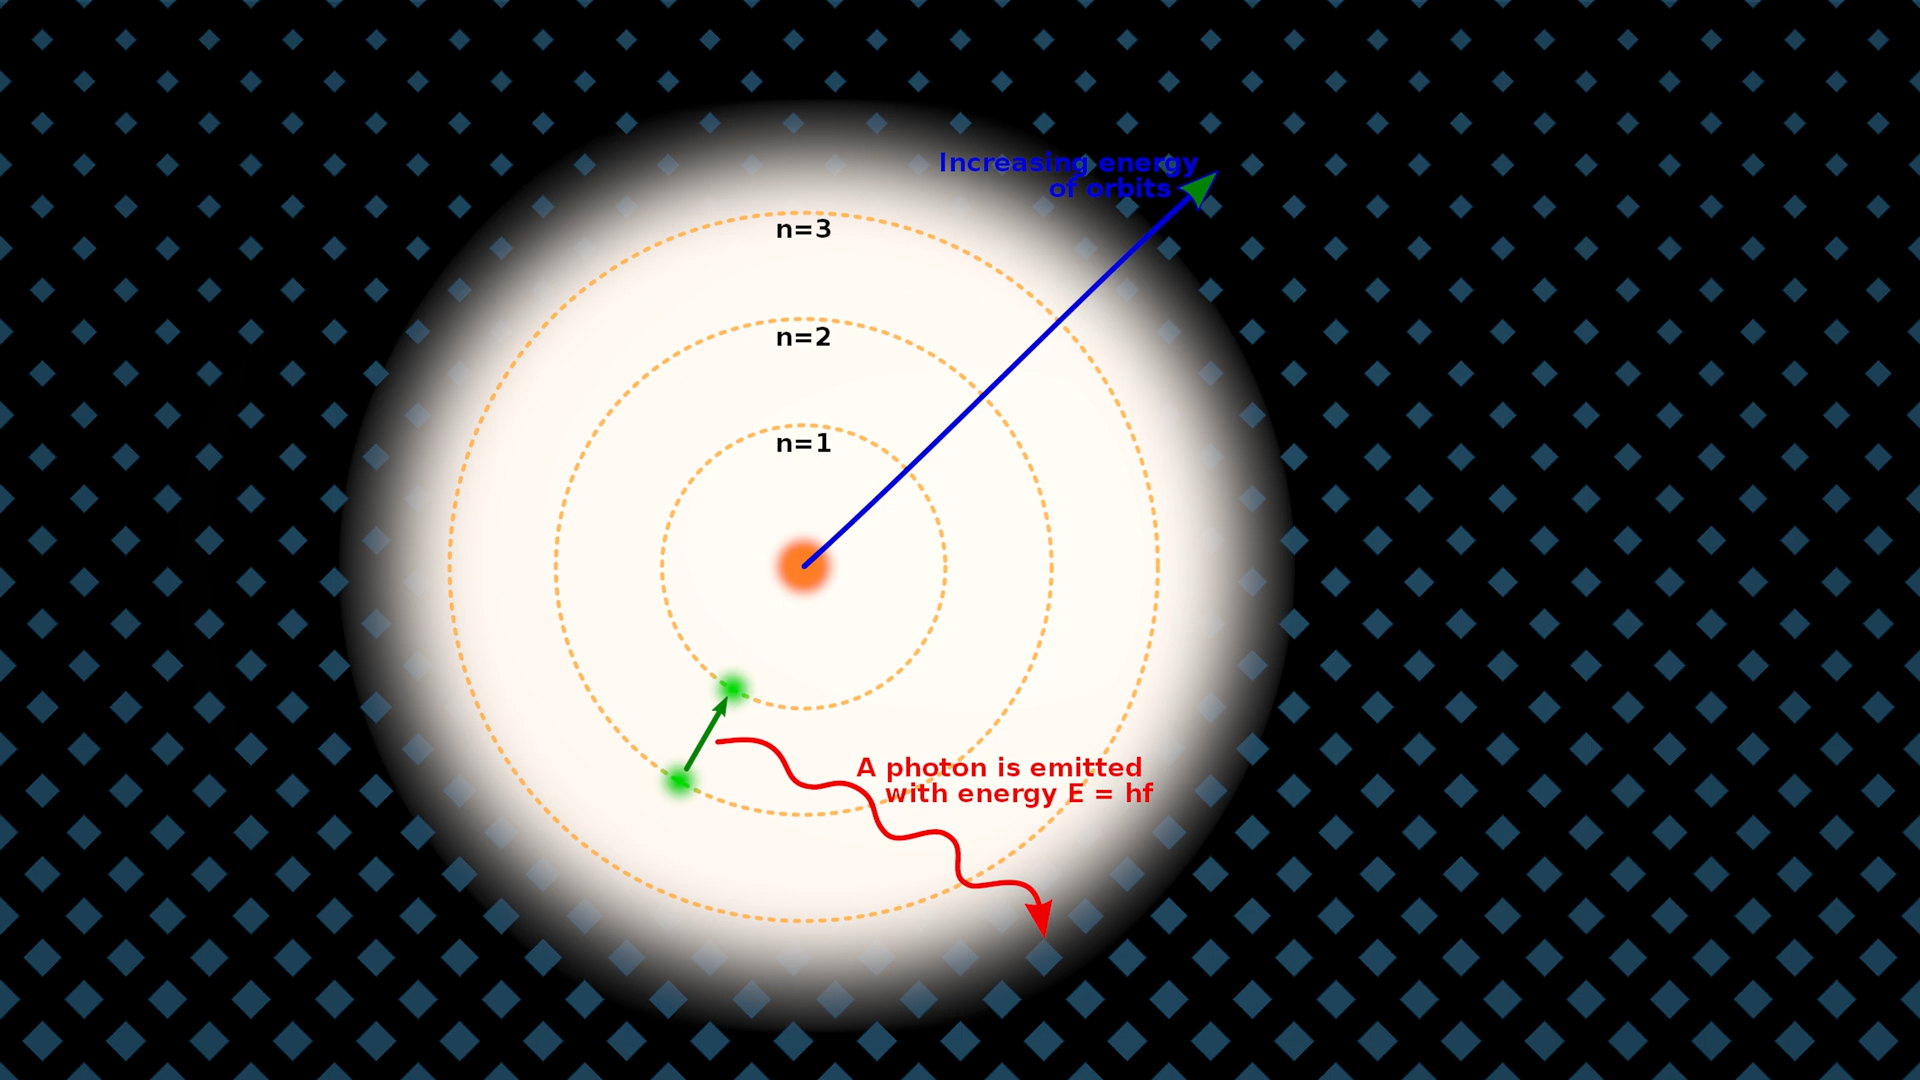 Increasing energy
of orbits
n=3
n=2
n=1
A photon is emitted
with energy E = hf